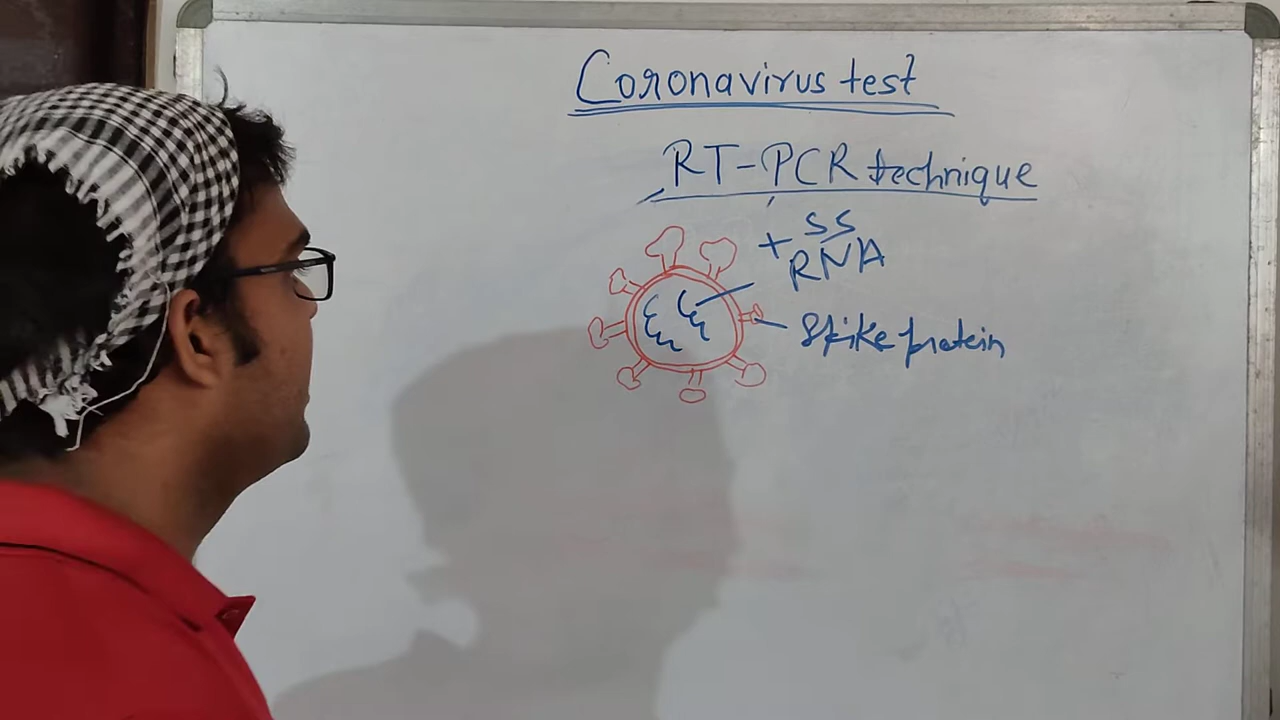 Coronavirus test
RT-PCR technique
+ SS
RNA
Spike protein